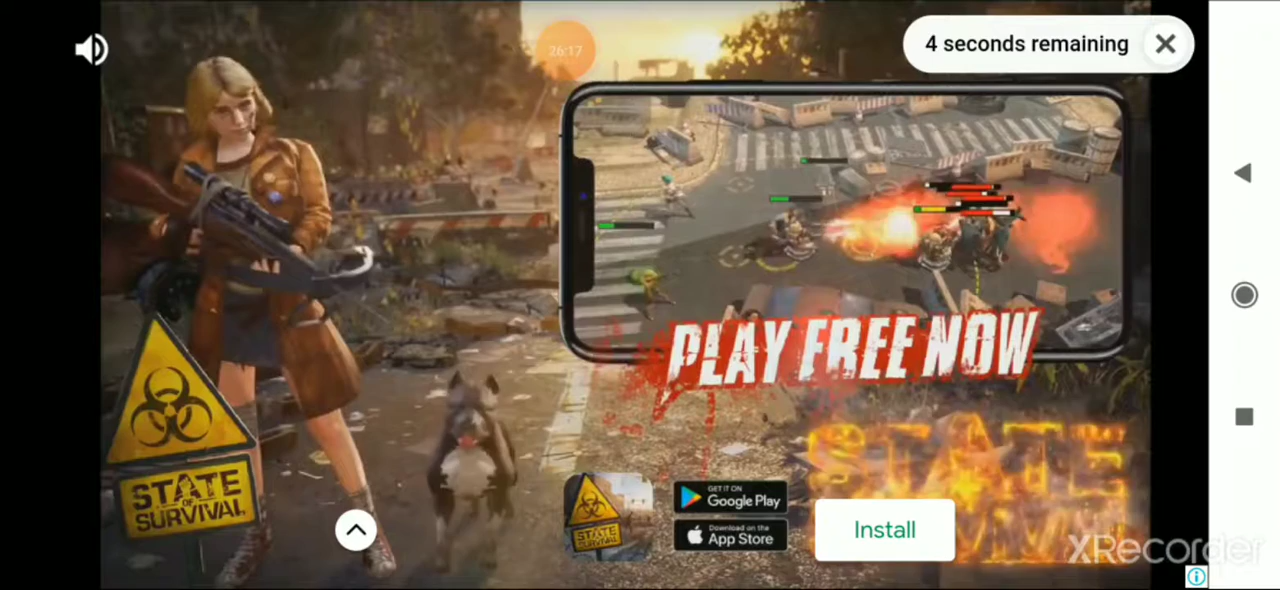 26:17
4 seconds remaining
PLAY FREE NOW
STATE
OF
SURVIVAL
STATE
SURVIVAL
GET IT ON
Google Play
Download on the
App Store
Install
STATE
XRecorder